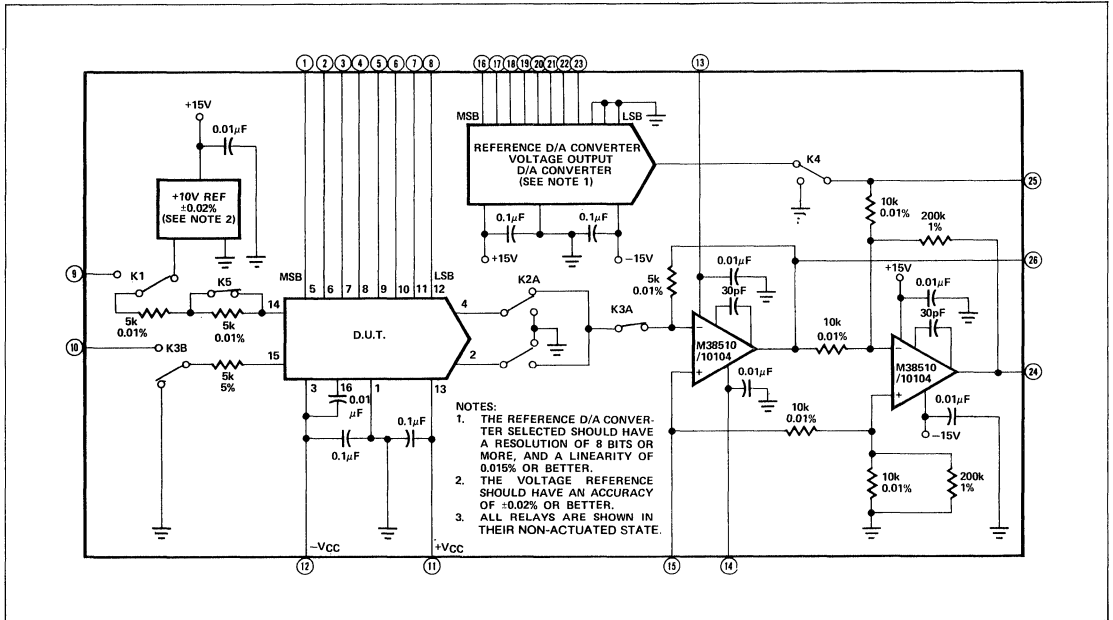 1 2 3 4 5 6 7 8
16 17 18 19 20 21 22 23
13
MSB LSB
REFERENCE D/A CONVERTER
VOLTAGE OUTPUT
D/A CONVERTER
(SEE NOTE 1)
+15V
0.01µF
+10V REF
±0.02%
(SEE NOTE 2)
0.1µF 0.1µF
+15V −15V
K4
25
10k
0.01%
200k
1%
26
9
K1
5k
0.01%
K5
5k
0.01%
14
MSB LSB
5 6 7 8 9 10 11 12
D.U.T.
4
2
K2A
K3A
5k
0.01%
0.01µF
30pF
M38510
/10104
0.01µF
10k
0.01%
+15V
0.01µF
30pF
M38510
/10104
24
0.01µF
−15V
10
K3B
5k
5%
15
3 16 1 13
0.01
µF
0.1µF
0.1µF
10k
0.01%
10k
0.01%
200k
1%
NOTES:
1. THE REFERENCE D/A CONVER-
TER SELECTED SHOULD HAVE
A RESOLUTION OF 8 BITS OR
MORE, AND A LINEARITY OF
0.015% OR BETTER.
2. THE VOLTAGE REFERENCE
SHOULD HAVE AN ACCURACY
OF ±0.02% OR BETTER.
3. ALL RELAYS ARE SHOWN IN
THEIR NON-ACTUATED STATE.
−VCC +VCC
12 11 15 14